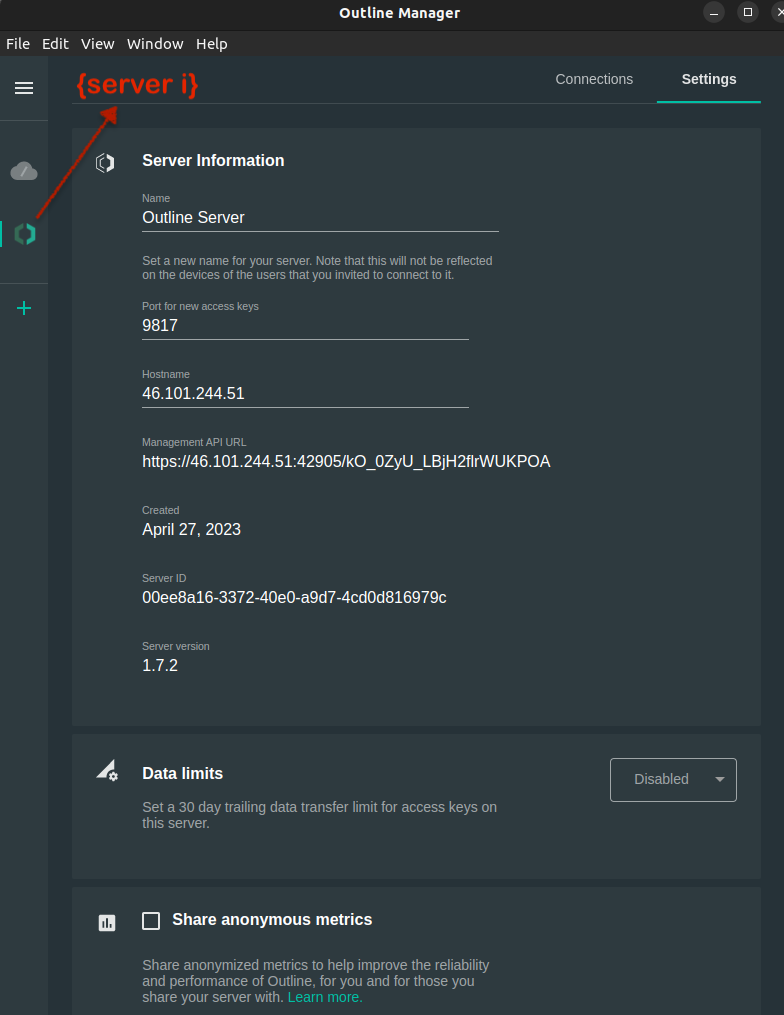 Outline Manager
File Edit View Window Help
{server i}
Connections
Settings
Server Information
Name
Outline Server
Set a new name for your server. Note that this will not be reflected
on the devices of the users that you invited to connect to it.
Port for new access keys
9817
Hostname
46.101.244.51
Management API URL
https://46.101.244.51:42905/kO_0ZyU_LBjH2flrWUKPOA
Created
April 27, 2023
Server ID
00ee8a16-3372-40e0-a9d7-4cd0d816979c
Server version
1.7.2
Data limits
Disabled
Set a 30 day trailing data transfer limit for access keys on
this server.
Share anonymous metrics
Share anonymized metrics to help improve the reliability
and performance of Outline, for you and for those you
share your server with. Learn more.